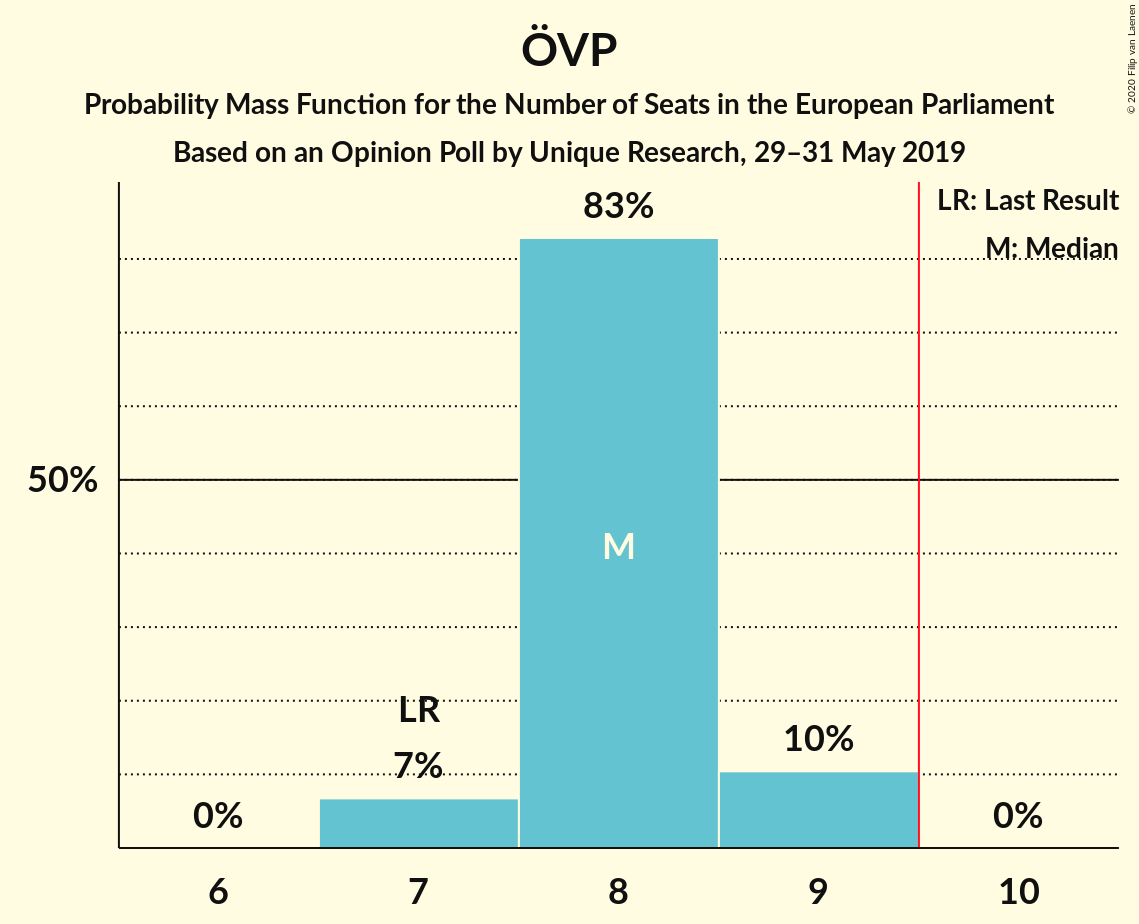 ÖVP
Probability Mass Function for the Number of Seats in the European Parliament
Based on an Opinion Poll by Unique Research, 29–31 May 2019
© 2020 Filip van Laenen
LR: Last Result
M: Median
83%
50%
M
LR
7%
10%
0%
0%
6
7
8
9
10